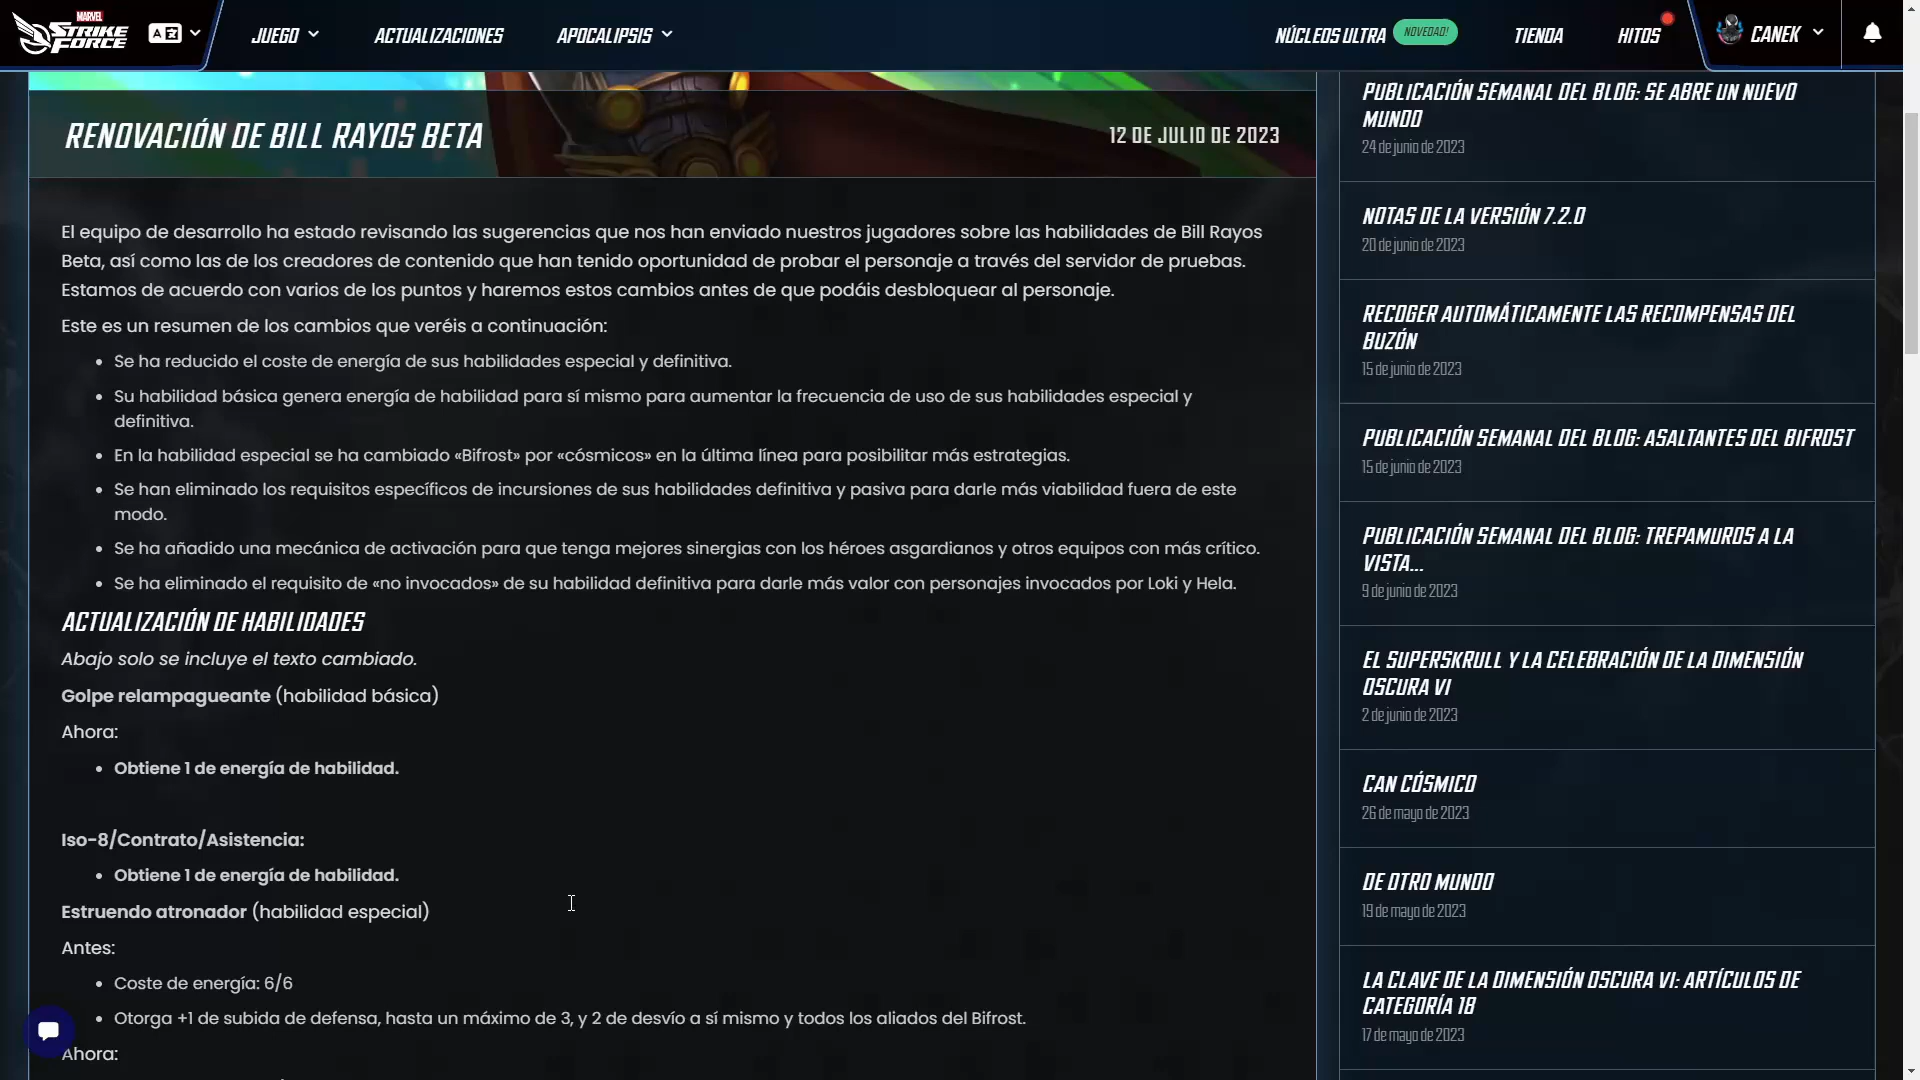 MARVEL
STRIKE
FORCE
JUEGO
ACTUALIZACIONES
APOCALIPSIS
NÚCLEOS ULTRA
NOVEDAD!
TIENDA
HITOS
CANEK
RENOVACIÓN DE BILL RAYOS BETA
12 DE JULIO DE 2023
El equipo de desarrollo ha estado revisando las sugerencias que nos han enviado nuestros jugadores sobre las habilidades de Bill Rayos
Beta, así como las de los creadores de contenido que han tenido oportunidad de probar el personaje a través del servidor de pruebas.
Estamos de acuerdo con varios de los puntos y haremos estos cambios antes de que podáis desbloquear al personaje.
Este es un resumen de los cambios que veréis a continuación:
• Se ha reducido el coste de energía de sus habilidades especial y definitiva.
• Su habilidad básica genera energía de habilidad para sí mismo para aumentar la frecuencia de uso de sus habilidades especial y
definitiva.
• En la habilidad especial se ha cambiado «Bifrost» por «cósmicos» en la última línea para posibilitar más estrategias.
• Se han eliminado los requisitos específicos de incursiones de sus habilidades definitiva y pasiva para darle más viabilidad fuera de este
modo.
• Se ha añadido una mecánica de activación para que tenga mejores sinergias con los héroes asgardianos y otros equipos con más crítico.
• Se ha eliminado el requisito de «no invocados» de su habilidad definitiva para darle más valor con personajes invocados por Loki y Hela.
ACTUALIZACIÓN DE HABILIDADES
Abajo solo se incluye el texto cambiado.
Golpe relampagueante (habilidad básica)
Ahora:
• Obtiene 1 de energía de habilidad.
Iso-8/Contrato/Asistencia:
• Obtiene 1 de energía de habilidad.
Estruendo atronador (habilidad especial)
Antes:
• Coste de energía: 6/6
• Otorga +1 de subida de defensa, hasta un máximo de 3, y 2 de desvío a sí mismo y todos los aliados del Bifrost.
Ahora:
PUBLICACIÓN SEMANAL DEL BLOG: SE ABRE UN NUEVO
MUNDO
24 de junio de 2023
NOTAS DE LA VERSIÓN 7.2.0
20 de junio de 2023
RECOGER AUTOMÁTICAMENTE LAS RECOMPENSAS DEL
BUZÓN
15 de junio de 2023
PUBLICACIÓN SEMANAL DEL BLOG: ASALTANTES DEL BIFROST
15 de junio de 2023
PUBLICACIÓN SEMANAL DEL BLOG: TREPAMUROS A LA
VISTA...
9 de junio de 2023
EL SUPERSKRULL Y LA CELEBRACIÓN DE LA DIMENSIÓN
OSCURA VI
2 de junio de 2023
CAN CÓSMICO
26 de mayo de 2023
DE OTRO MUNDO
19 de mayo de 2023
LA CLAVE DE LA DIMENSIÓN OSCURA VI: ARTÍCULOS DE
CATEGORÍA 18
17 de mayo de 2023